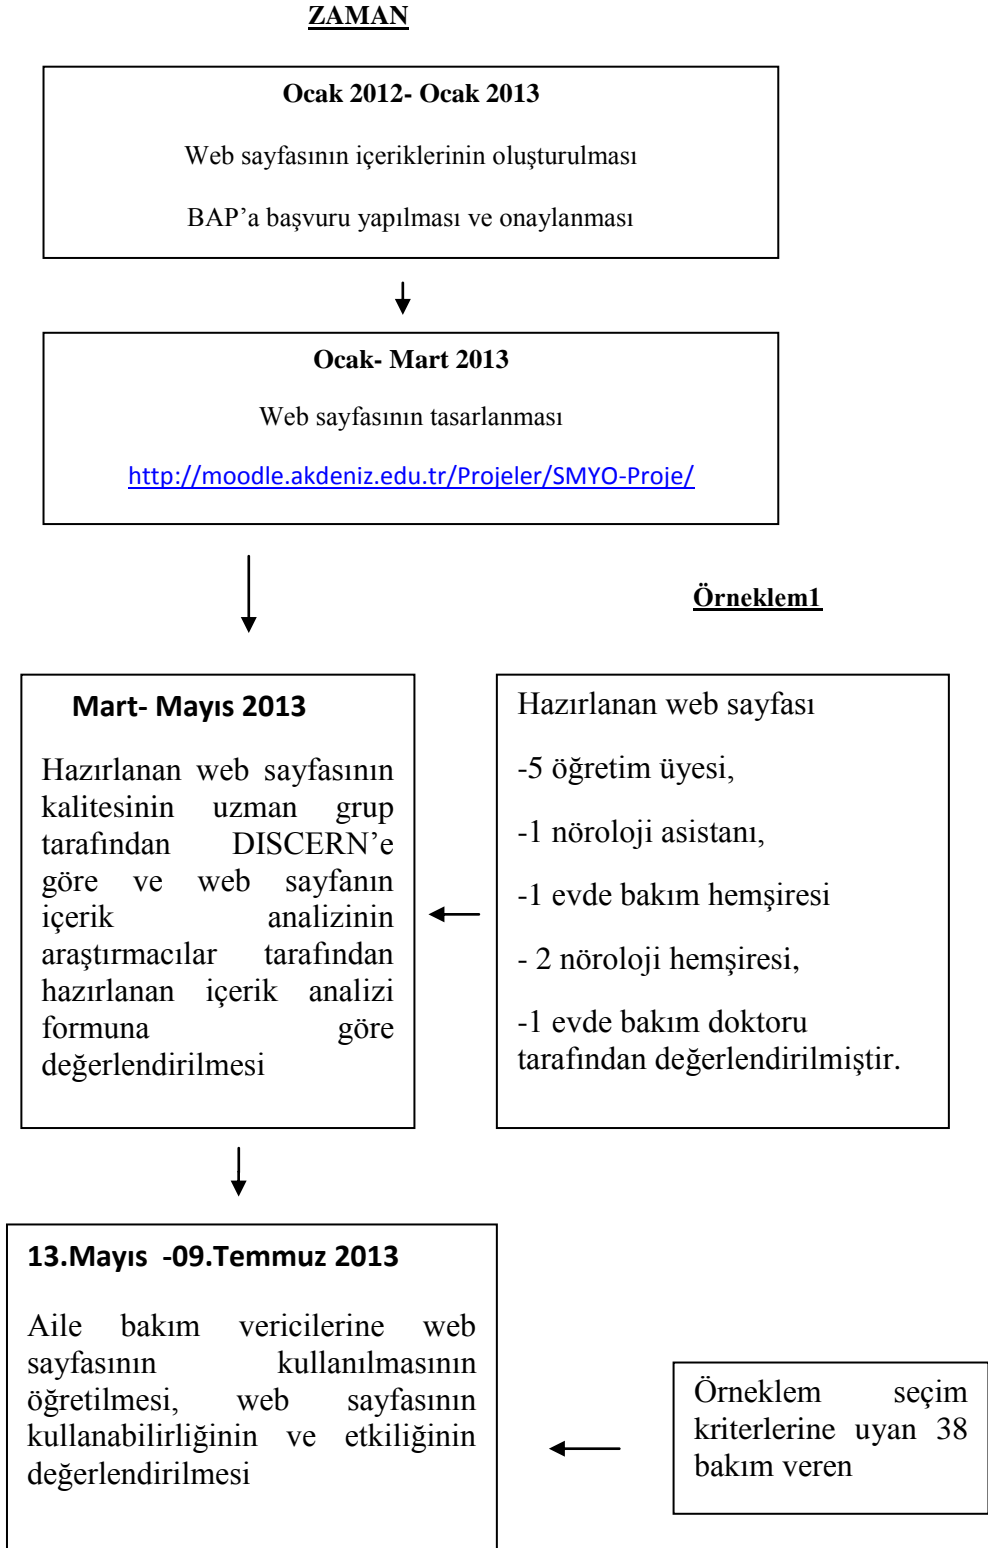 ZAMAN
Ocak 2012- Ocak 2013
Web sayfasının içeriklerinin oluşturulması
BAP’a başvuru yapılması ve onaylanması
Ocak- Mart 2013
Web sayfasının tasarlanması
http://moodle.akdeniz.edu.tr/Projeler/SMYO-Proje/
Örneklem1
Mart- Mayıs 2013
Hazırlanan web sayfasının
kalitesinin uzman grup
tarafından DISCERN’e
göre ve web sayfanın
içerik analizinin
araştırmacılar tarafından
hazırlanan içerik analizi
formuna göre
değerlendirilmesi
Hazırlanan web sayfası
-5 öğretim üyesi,
-1 nöroloji asistanı,
-1 evde bakım hemşiresi
- 2 nöroloji hemşiresi,
-1 evde bakım doktoru
tarafından değerlendirilmiştir.
13.Mayıs -09.Temmuz 2013
Aile bakım vericilerine web
sayfasının kullanılmasının
öğretilmesi, web sayfasının
kullanabilirliğinin ve etkiliğinin
değerlendirilmesi
Örneklem seçim
kriterlerine uyan 38
bakım veren